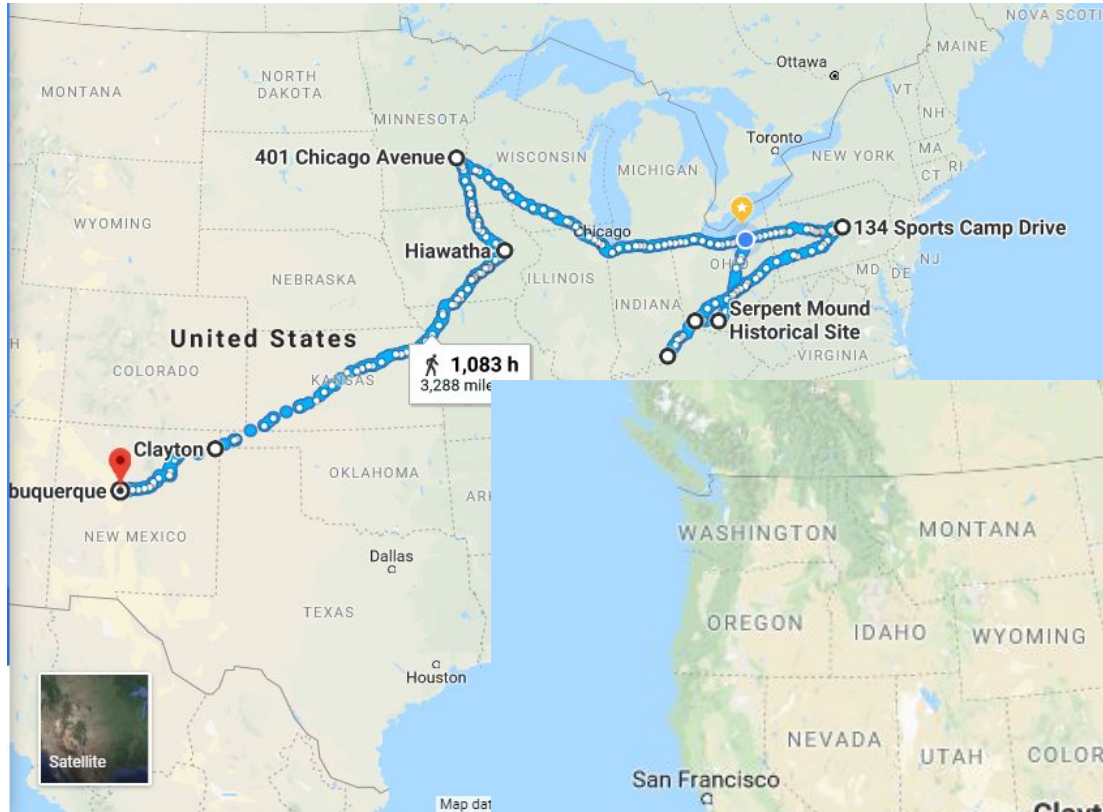 NOVA SCOTI
Ottawa
MAINE
NORTH
DAKOTA
MONTANA
MINNESOTA
VT
NH
Toronto
401 Chicago Avenue
WISCONSIN
MICHIGAN
NEW YORK
MA
CT RI
WYOMING
Chicago
134 Sports Camp Drive
Hiawatha
OHIO
NEBRASKA
ILLINOIS
MD DE
NJ
INDIANA
Serpent Mound
Historical Site
United States
VIRGINIA
1,083 h
3,288 mile
COLORADO
KANSAS
Clayton
OKLAHOMA
AR
buquerque
NEW MEXICO
Dallas
TEXAS
Houston
Satellite
Map dat
WASHINGTON
MONTANA
OREGON
IDAHO
WYOMING
NEVADA
UTAH
COLOR
San Francisco